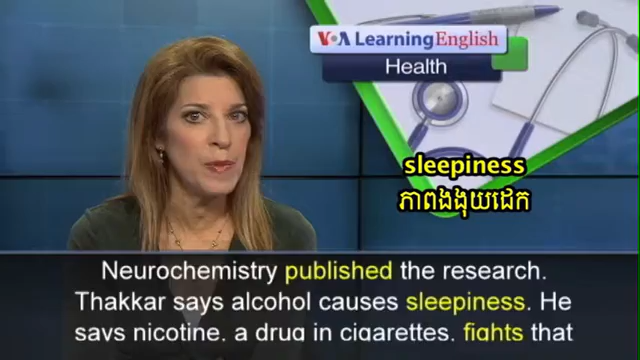 VOA LearningEnglish
Health
sleepiness
ភាពងងុយដេក
Neurochemistry published the research.
Thakkar says alcohol causes sleepiness. He
says nicotine, a drug in cigarettes, fights that